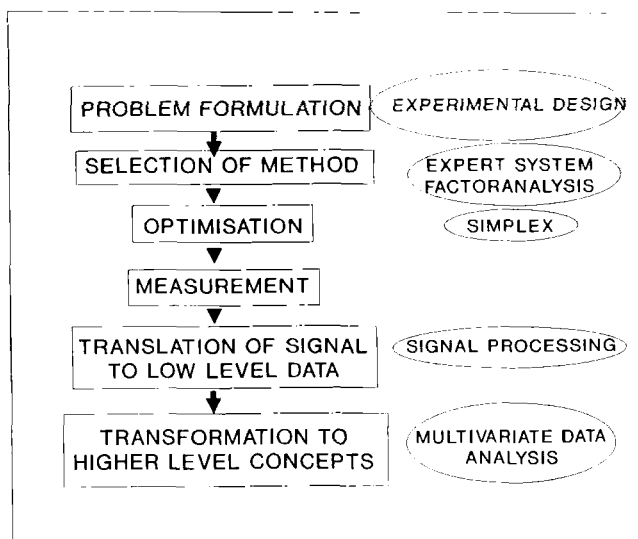 PROBLEM FORMULATION
EXPERIMENTAL DESIGN
SELECTION OF METHOD
EXPERT SYSTEM
FACTORANALYSIS
OPTIMISATION
SIMPLEX
MEASUREMENT
TRANSLATION OF SIGNAL
TO LOW LEVEL DATA
SIGNAL PROCESSING
TRANSFORMATION TO
HIGHER LEVEL CONCEPTS
MULTIVARIATE DATA
ANALYSIS